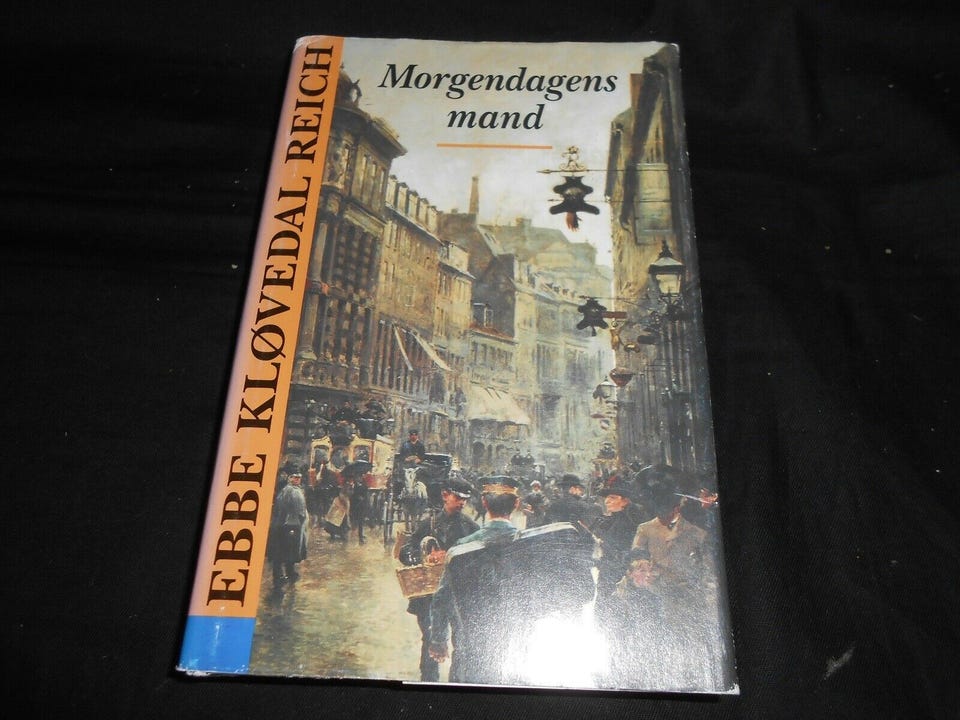 EBBE KLØVEDAL REICH
Morgendagens
mand